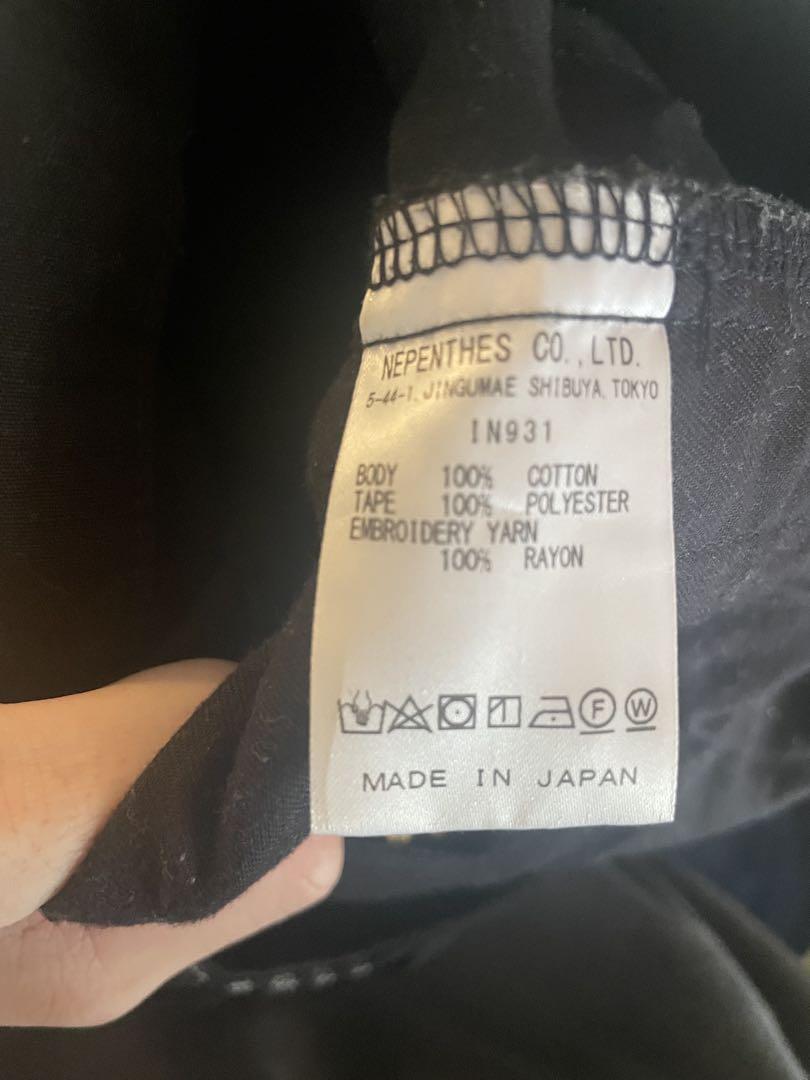 NEPENTHES CO., LTD.
5-44-1, JINGUMAE SHIBUYA, TOKYO
IN931
BODY 100% COTTON
TAPE 100% POLYESTER
EMBROIDERY YARN
100% RAYON
F W
MADE IN JAPAN